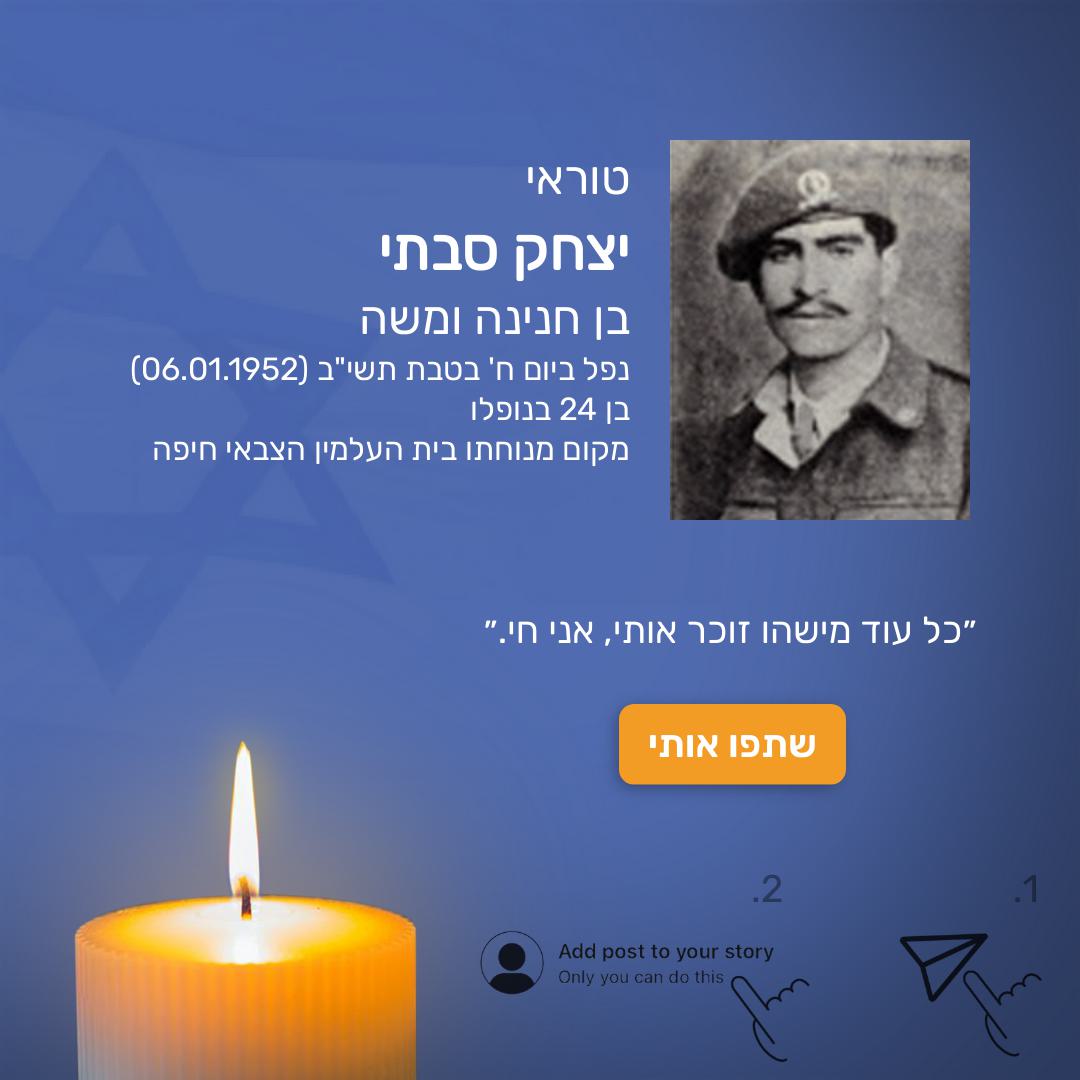 טוראי
יצחק סבתי
בן חנינה ומשה
נפל ביום ח' בטבת תשי"ב (06.01.1952)
בן 24 בנופלו
מקום מנוחתו בית העלמין הצבאי חיפה
״כל עוד מישהו זוכר אותי, אני חי.״
שתפו אותי
1.
2.
Add post to your story
Only you can do this